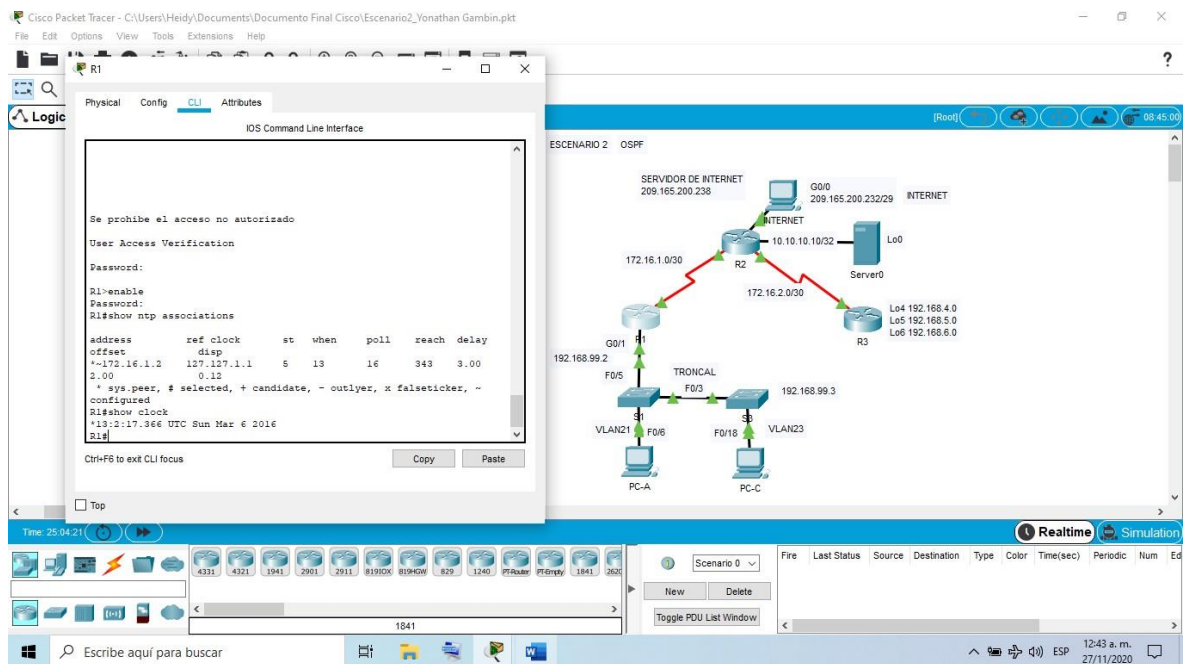 Cisco Packet Tracer - C:\Users\Heidy\Documents\Documento Final Cisco\Escenario2_Yonathan Gambin.pkt
File Edit Options View Tools Extensions Help
?
R1
Physical Config CLI Attributes
IOS Command Line Interface
Se prohibe el acceso no autorizado
User Access Verification
Password:
R1>enable
Password:
R1#show ntp associations
address ref clock st when poll reach delay
offset disp
*~172.16.1.2 127.127.1.1 5 13 16 343 3.00
2.00 0.12
* sys.peer, # selected, + candidate, - outlyer, x falseticker, ~
configured
R1#show clock
*13:2:17.366 UTC Sun Mar 6 2016
R1#
Ctrl+F6 to exit CLI focus
Copy Paste
Top
Logic
[Root]
08:45:00
ESCENARIO 2 OSPF
SERVIDOR DE INTERNET
209.165.200.238
G0/0
209.165.200.232/29
INTERNET
INTERNET
10.10.10.10/32
Lo0
R2
Server0
172.16.1.0/30
172.16.2.0/30
Lo4 192.168.4.0
Lo5 192.168.5.0
Lo6 192.168.6.0
R3
R1
G0/1
192.168.99.2
F0/5
TRONCAL
F0/3
192.168.99.3
S1
S3
VLAN21
F0/6
F0/18
VLAN23
PC-A
PC-C
Time: 25:04:21
Realtime
Simulation
4331 4321 1941 2901 2911 819IOX 819HGW 829 1240 PT-Router PT-Empty 1841 2620
1841
Scenario 0
New Delete
Toggle PDU List Window
Fire Last Status Source Destination Type Color Time(sec) Periodic Num Ed
Escribe aquí para buscar
ESP
12:43 a. m.
27/11/2020